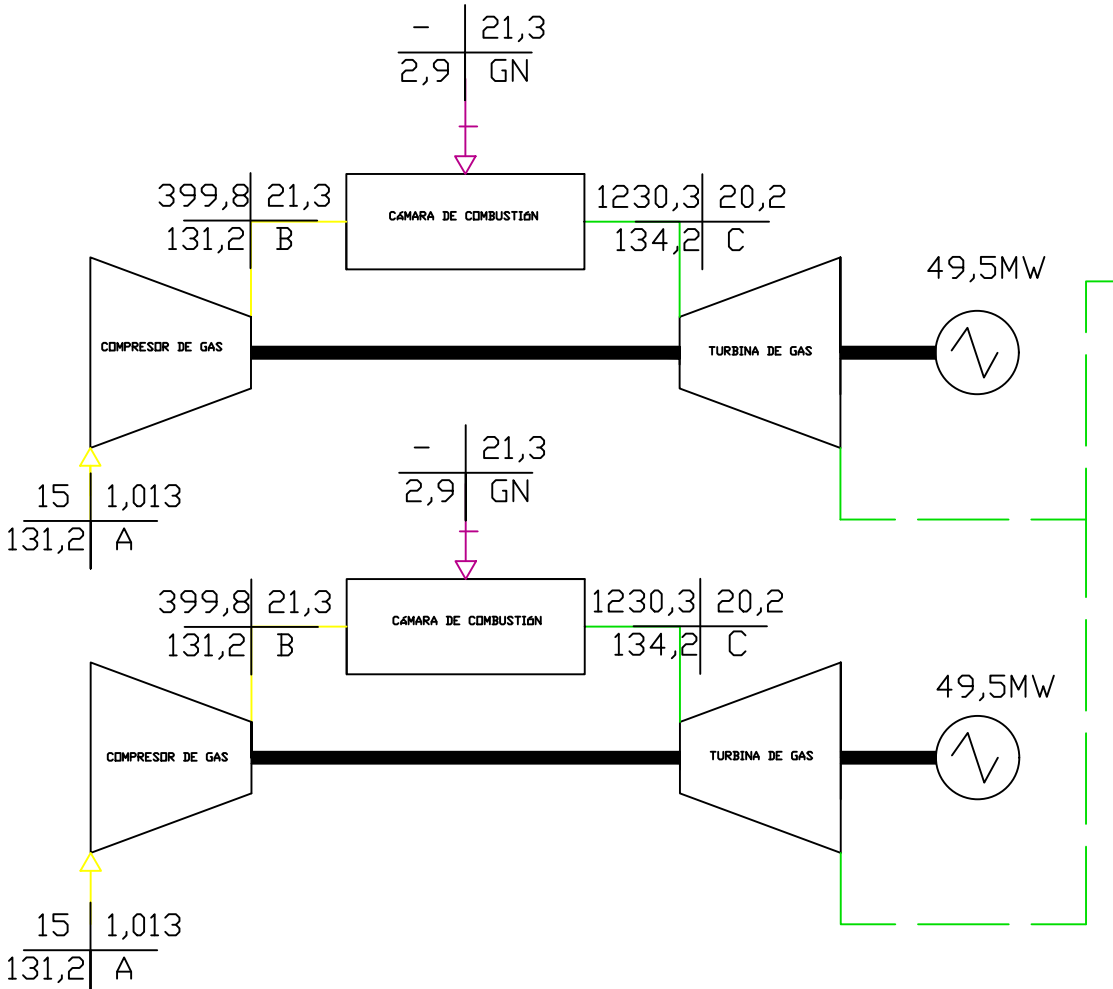 - 21,3
2,9 GN
399,8 21,3
131,2 B
CÁMARA DE COMBUSTIÓN
1230,3 20,2
134,2 C
49,5MW
COMPRESOR DE GAS
TURBINA DE GAS
15 1,013
131,2 A
- 21,3
2,9 GN
399,8 21,3
131,2 B
CÁMARA DE COMBUSTIÓN
1230,3 20,2
134,2 C
49,5MW
COMPRESOR DE GAS
TURBINA DE GAS
15 1,013
131,2 A